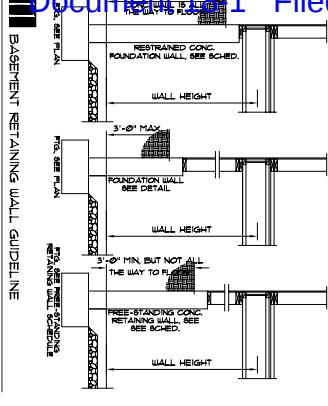 Document 18-1 Filed
THE WAY TO FLOOR
FTG, SEE PLAN
RESTRAINED CONC.
FOUNDATION WALL, SEE SCHED.
WALL HEIGHT
3'-0" MAX
FTG, SEE PLAN
FOUNDATION WALL
SEE DETAIL
WALL HEIGHT
3'-0" MIN, BUT NOT ALL
THE WAY TO
FTG, SEE FREE-STANDING
RETAINING WALL SCHEDULE
FREE-STANDING CONC.
RETAINING WALL, SEE
SEE SCHED.
WALL HEIGHT
BASEMENT RETAINING WALL GUIDELINE